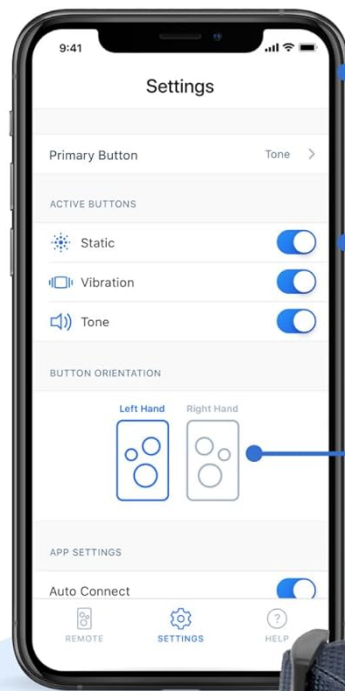 9:41
Settings
Primary Button Tone
ACTIVE BUTTONS
Static
Vibration
Tone
BUTTON ORIENTATION
Left Hand Right Hand
APP SETTINGS
Auto Connect
REMOTE SETTINGS HELP